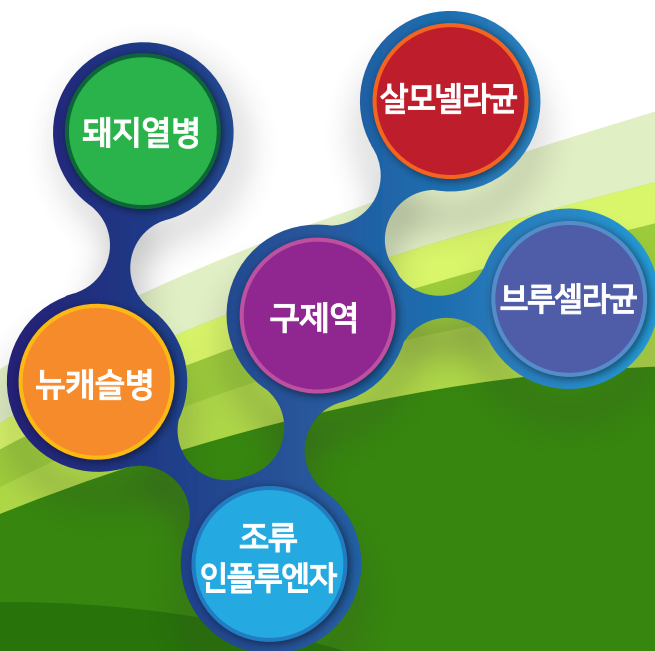 살모넬라균
돼지열병
브루셀라균
구제역
뉴캐슬병
조류
인플루엔자